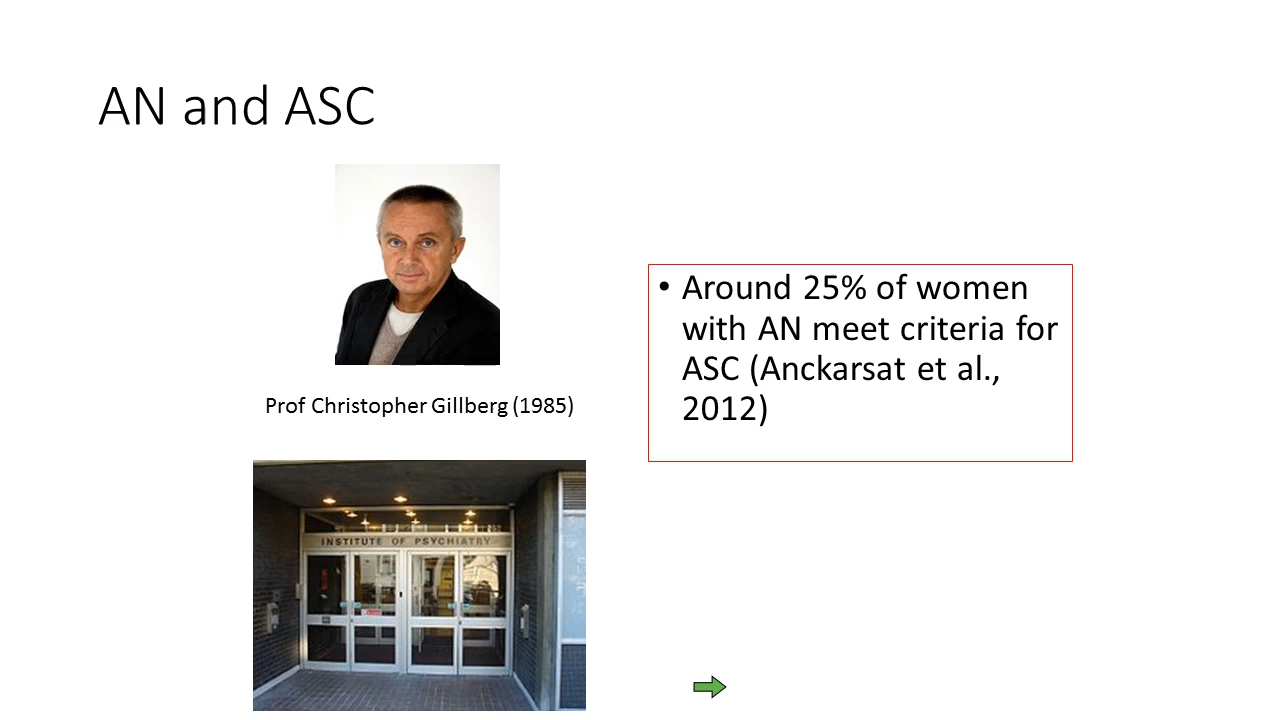 AN and ASC
Prof Christopher Gillberg (1985)
INSTITUTE OF PSYCHIATRY
• Around 25% of women
with AN meet criteria for
ASC (Anckarsat et al.,
2012)